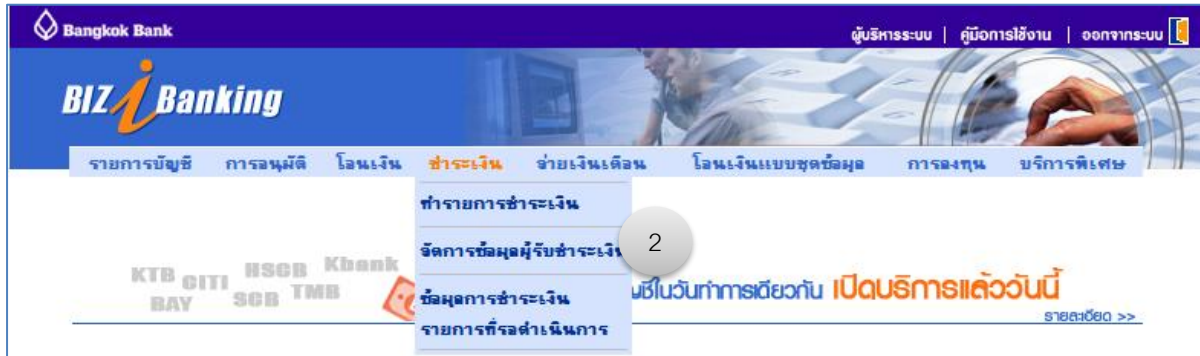 Bangkok Bank
ผู้บริหารระบบ | คู่มือการใช้งาน | ออกจากระบบ
BIZ i Banking
รายการบัญชี การอนุมัติ โอนเงิน ชำระเงิน จ่ายเงินเดือน โอนเงินแบบชุดข้อมูล การลงทุน บริการพิเศษ
ทำรายการชำระเงิน
จัดการข้อมูลผู้รับชำระเงิน
2
ข้อมูลการชำระเงิน
รายการที่รอดำเนินการ
KTB CITI HSCB Kbank
BAY SCB TMB
ในวันทำการเดียวกัน เปิดบริการแล้ววันนี้
รายละเอียด >>